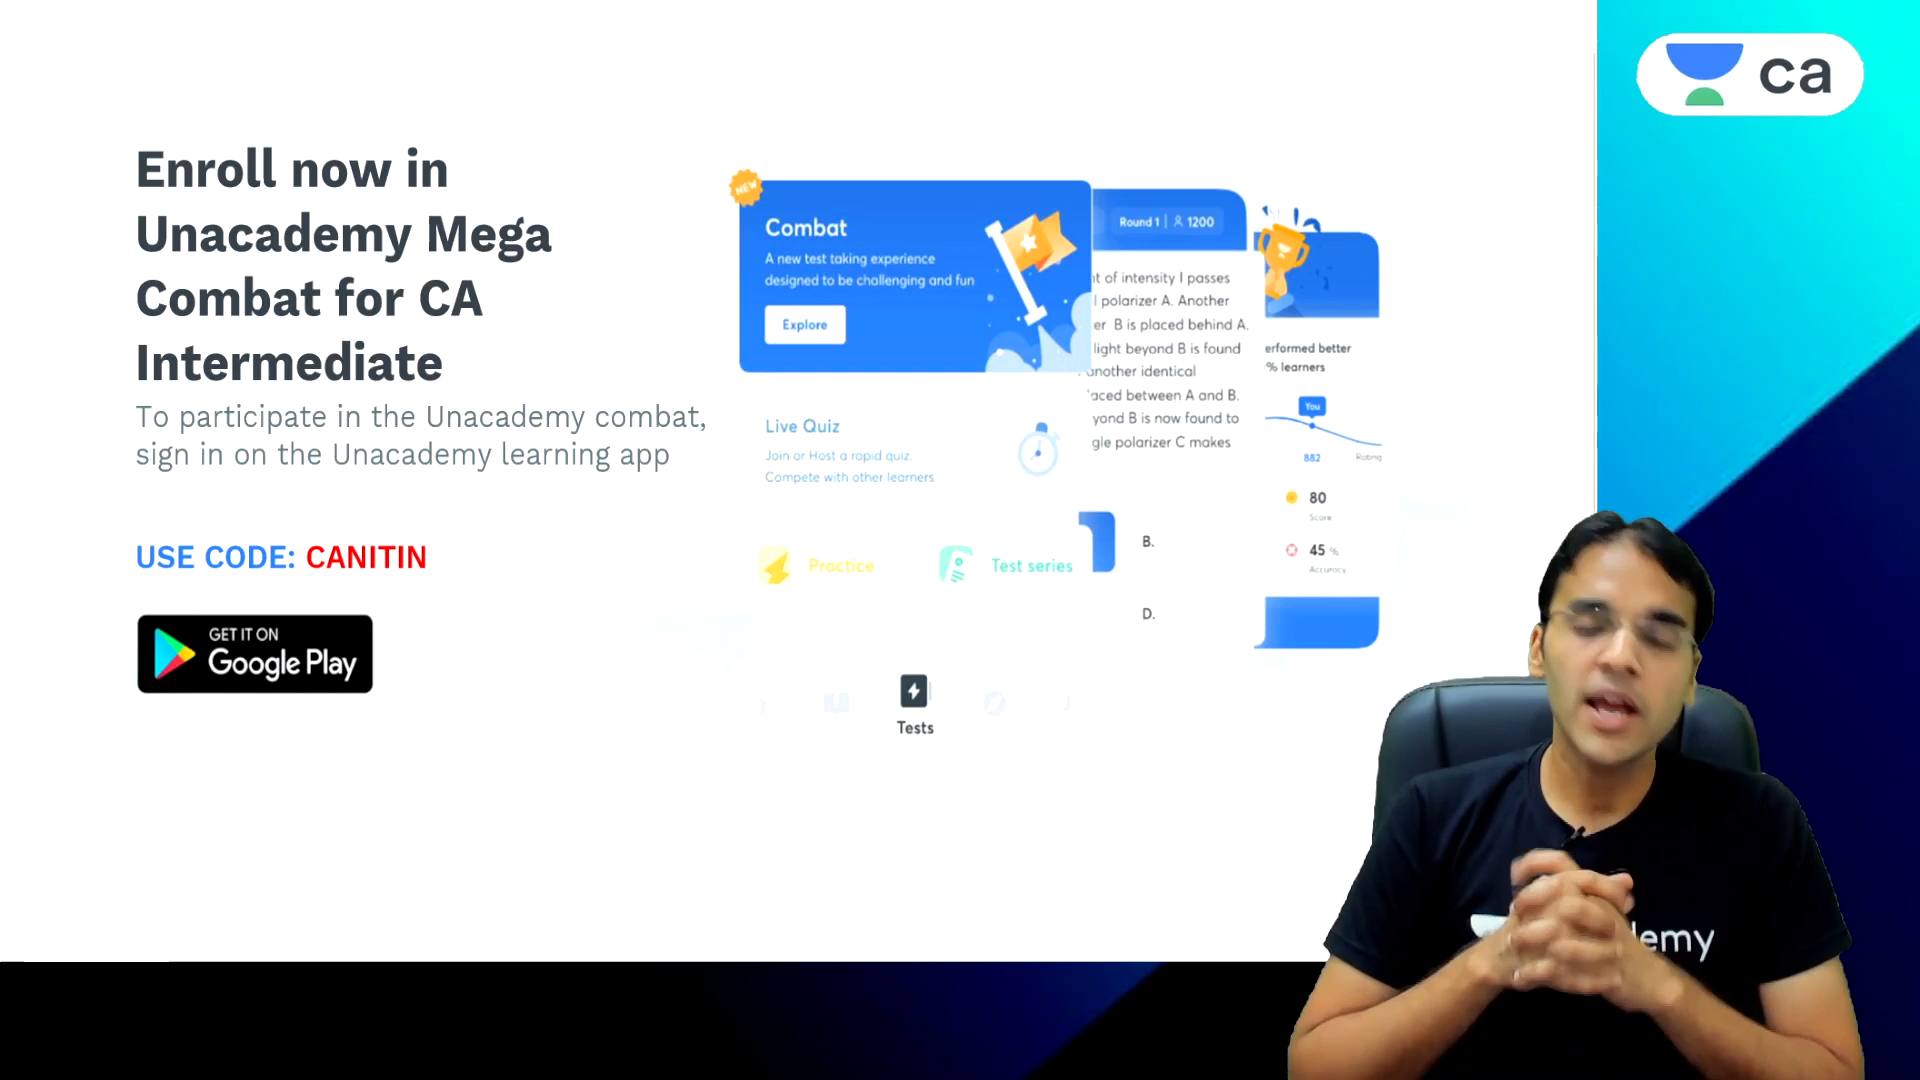 ca
Enroll now in
Unacademy Mega
Combat for CA
Intermediate
To participate in the Unacademy combat,
sign in on the Unacademy learning app
USE CODE: CANITIN
GET IT ON
Google Play
NEW
Combat
A new test taking experience
designed to be challenging and fun
Explore
Live Quiz
Join or Host a rapid quiz.
Compete with other learners
Practice
Test series
Tests
Round 1 | 1200
of intensity I passes
polarizer A. Another
B is placed behind A.
light beyond B is found
another identical
between A and B.
B is now found to
polarizer C makes
B.
D.
erformed better
% learners
You
882
Rating
80
Score
45 %
Accuracy
demy